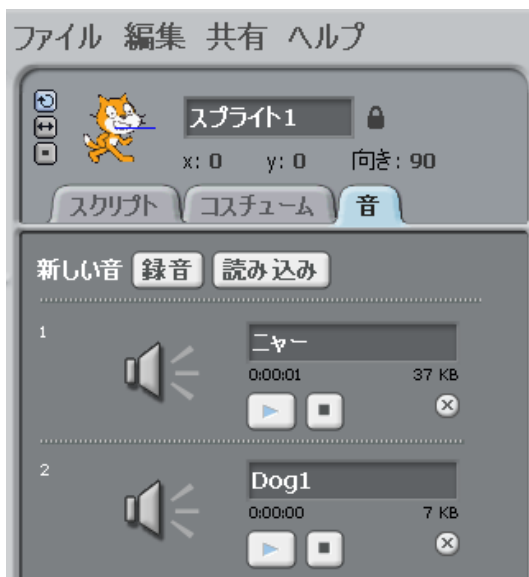 ファイル 編集 共有 ヘルプ
スプライト1
x: 0 y: 0 向き: 90
スクリプト コスチューム 音
新しい音 録音 読み込み
1
ニャー
0:00:01 37 KB
2
Dog1
0:00:00 7 KB